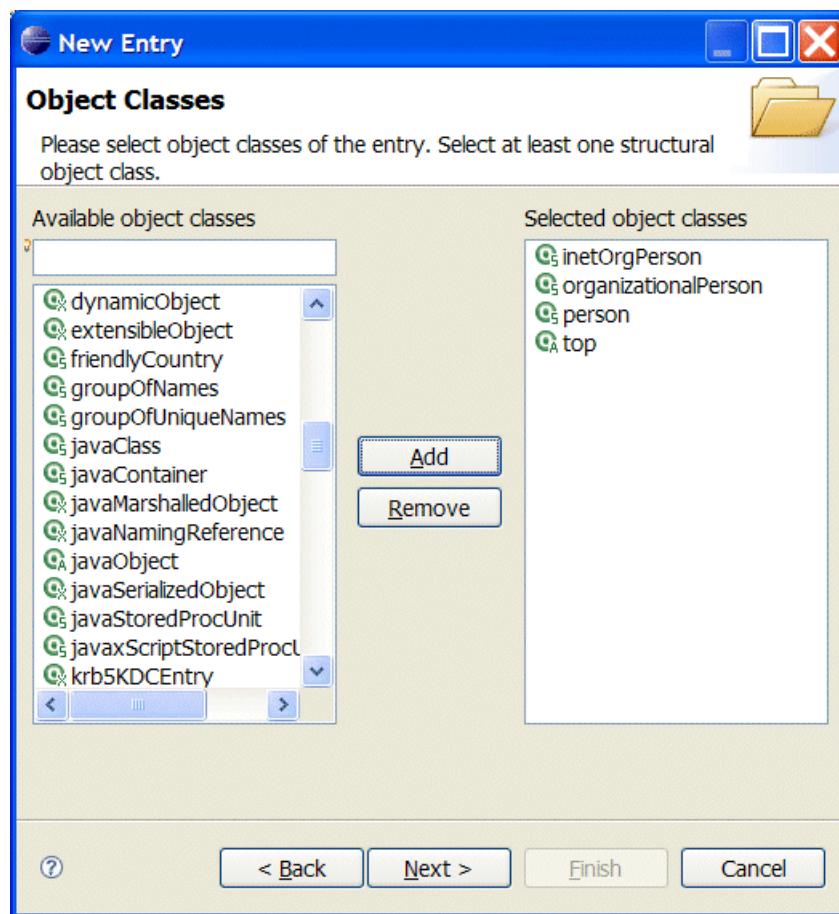 New Entry
Object Classes
Please select object classes of the entry. Select at least one structural
object class.
Available object classes
dynamicObject
extensibleObject
friendlyCountry
groupOfNames
groupOfUniqueNames
javaClass
javaContainer
javaMarshalledObject
javaNamingReference
javaObject
javaSerializedObject
javaStoredProcUnit
javaxScriptStoredProcU
krb5KDCEntry
Add
Remove
Selected object classes
inetOrgPerson
organizationalPerson
person
top
< Back
Next >
Finish
Cancel